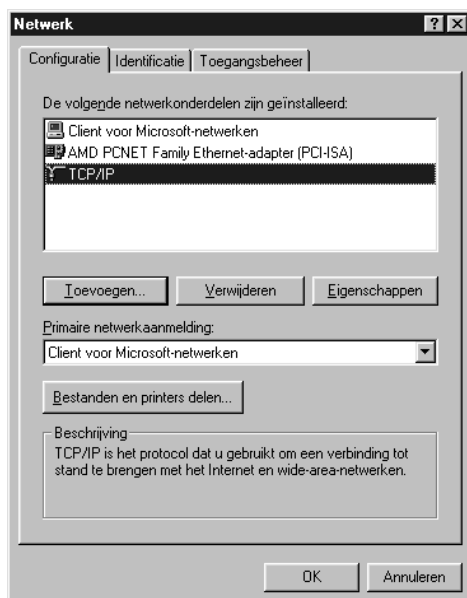 Netwerk
Configuratie Identificatie Toegangsbeheer
De volgende netwerkonderdelen zijn geïnstalleerd:
Client voor Microsoft-netwerken
AMD PCNET Family Ethernet-adapter (PCI-ISA)
TCP/IP
Toevoegen... Verwijderen Eigenschappen
Primaire netwerkaanmelding:
Client voor Microsoft-netwerken
Bestanden en printers delen...
Beschrijving
TCP/IP is het protocol dat u gebruikt om een verbinding tot
stand te brengen met het Internet en wide-area-netwerken.
OK Annuleren